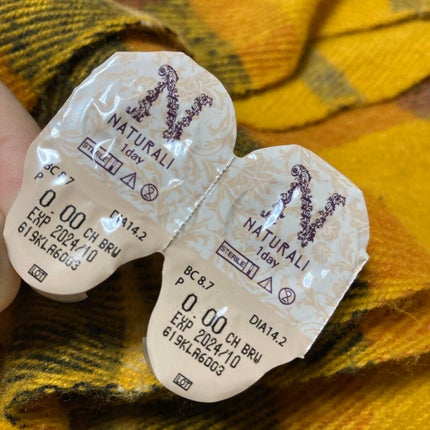 N
NATURALI
1day
STERILE
BC 8.7
DIA14.2
P
0.00 CH BRW
EXP 2024/10
619KLA6003
LOT
N
NATURALI
1day
STERILE
BC 8.7
DIA14.2
P
0.00 CH BRW
EXP 2024/10
619KLA6003
LOT